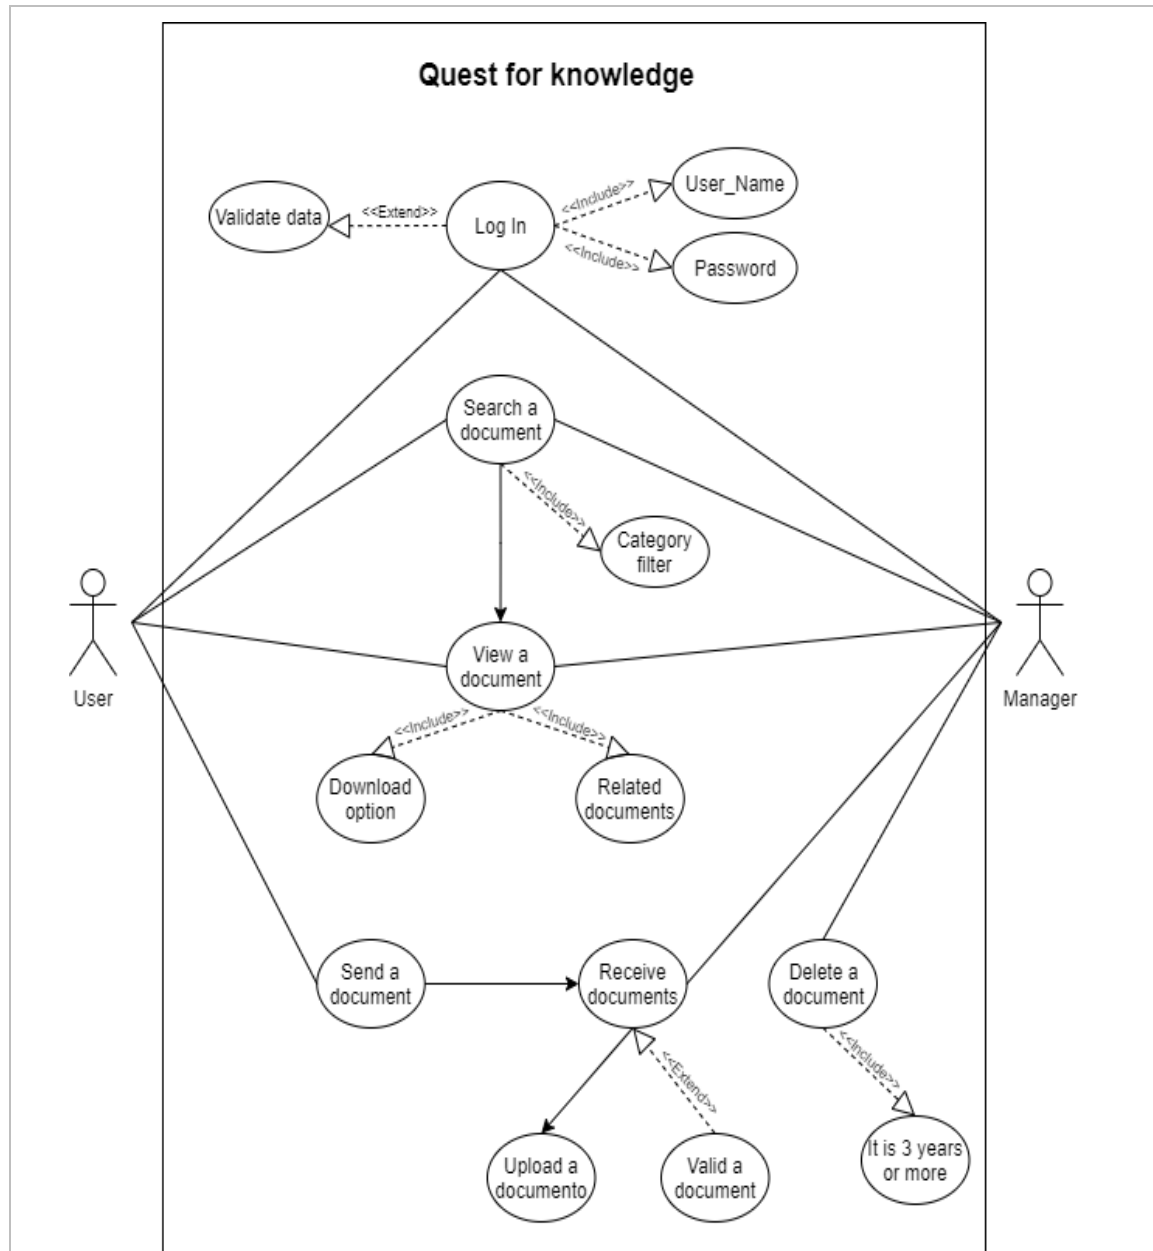 Quest for knowledge
User_Name
<<Include>>
Validate data
<<Extend>>
Log In
<<Include>>
Password
Search a
document
<<Include>>
Category
filter
View a
document
User
Manager
<<Include>>
<<Include>>
Download
option
Related
documents
Send a
document
Receive
documents
Delete a
document
<<Include>>
<<Extend>>
It is 3 years
or more
Upload a
documento
Valid a
document